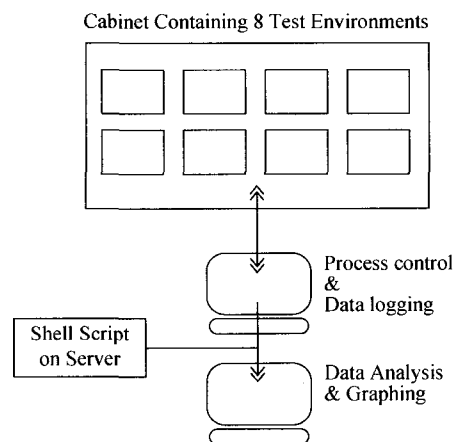 Cabinet Containing 8 Test Environments
Process control
&
Data logging
Shell Script
on Server
Data Analysis
& Graphing